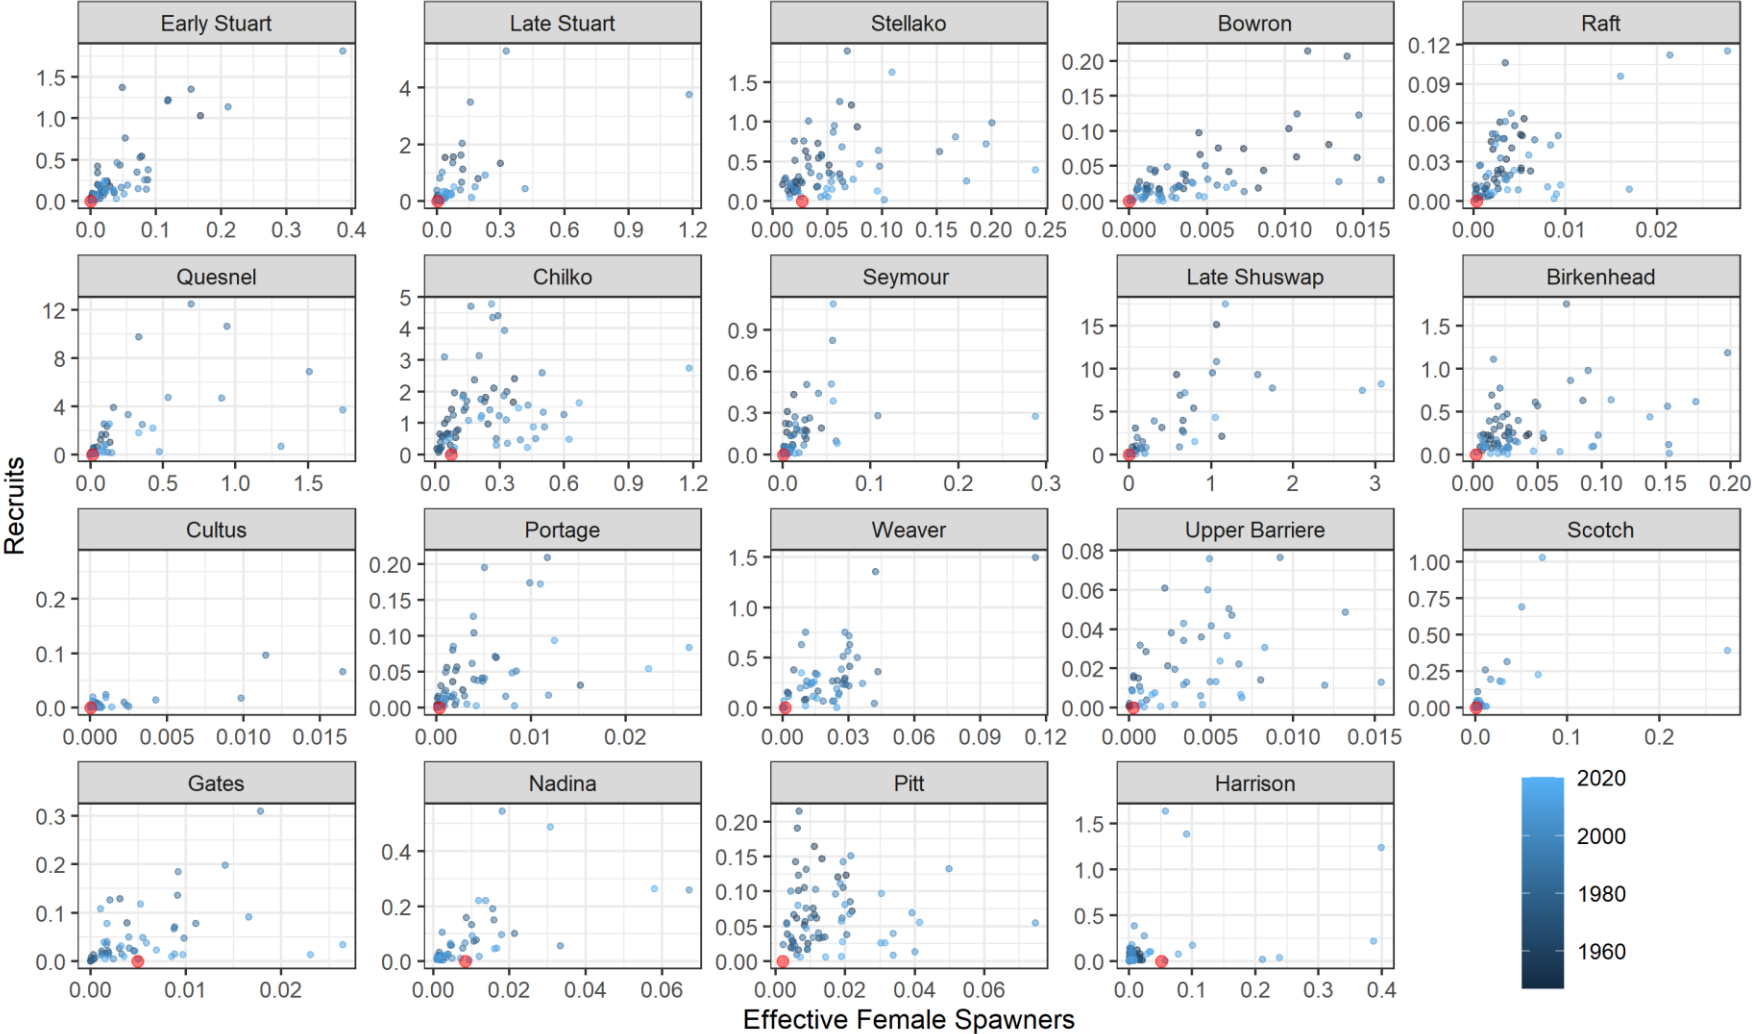 Early Stuart Late Stuart Stellako Bowron Raft
1.5 1.0 0.5 0.0
0.0 0.1 0.2 0.3 0.4
4 2 0
0.0 0.3 0.6 0.9 1.2
1.5 1.0 0.5 0.0
0.00 0.05 0.10 0.15 0.20 0.25
0.20 0.15 0.10 0.05 0.00
0.000 0.005 0.010 0.015
0.12 0.09 0.06 0.03 0.00
0.00 0.01 0.02
Quesnel Chilko Seymour Late Shuswap Birkenhead
12 8 4 0
0.0 0.5 1.0 1.5
5 4 3 2 1 0
0.0 0.3 0.6 0.9 1.2
0.9 0.6 0.3 0.0
0.0 0.1 0.2 0.3
15 10 5 0
0 1 2 3
1.5 1.0 0.5 0.0
0.00 0.05 0.10 0.15 0.20
Recruits
Cultus Portage Weaver Upper Barriere Scotch
0.2 0.1 0.0
0.000 0.005 0.010 0.015
0.20 0.15 0.10 0.05 0.00
0.00 0.01 0.02
1.5 1.0 0.5 0.0
0.00 0.03 0.06 0.09 0.12
0.08 0.06 0.04 0.02 0.00
0.000 0.005 0.010 0.015
1.00 0.75 0.50 0.25 0.00
0.0 0.1 0.2
Gates Nadina Pitt Harrison
0.3 0.2 0.1 0.0
0.00 0.01 0.02
0.4 0.2 0.0
0.00 0.02 0.04 0.06
0.20 0.15 0.10 0.05 0.00
0.00 0.02 0.04 0.06
1.5 1.0 0.5 0.0
0.0 0.1 0.2 0.3 0.4
2020
2000
1980
1960
Effective Female Spawners